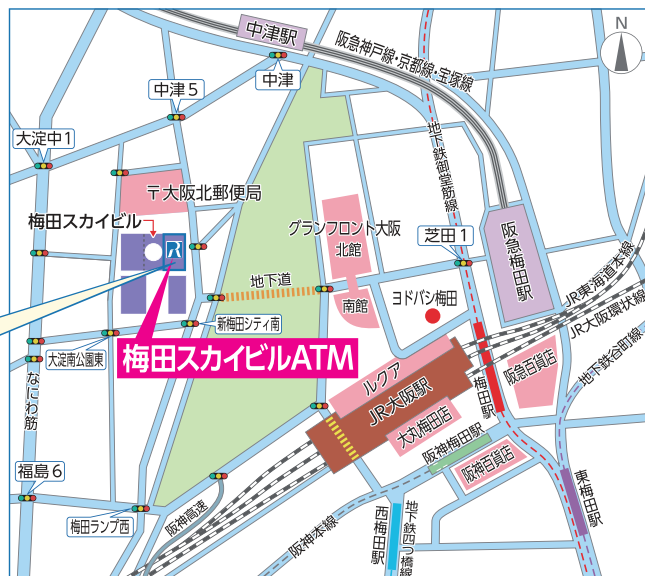 中津駅
N
阪急神戸線・京都線・宝塚線
中津
中津5
大淀中1
地下鉄御堂筋線
〒大阪北郵便局
梅田スカイビル
R
グランフロント大阪
北館
芝田1
阪急梅田駅
JR東海道本線
地下道
南館
ヨドバシ梅田
JR大阪環状線
新梅田シティ南
大淀南公園東
梅田スカイビルATM
ルクア
JR大阪駅
梅田駅
阪急百貨店
地下鉄谷町線
なにわ筋
大丸梅田店
阪神梅田駅
阪神百貨店
福島6
東梅田駅
梅田ランプ西
阪神高速
阪神本線
西梅田駅
地下鉄四つ橋線